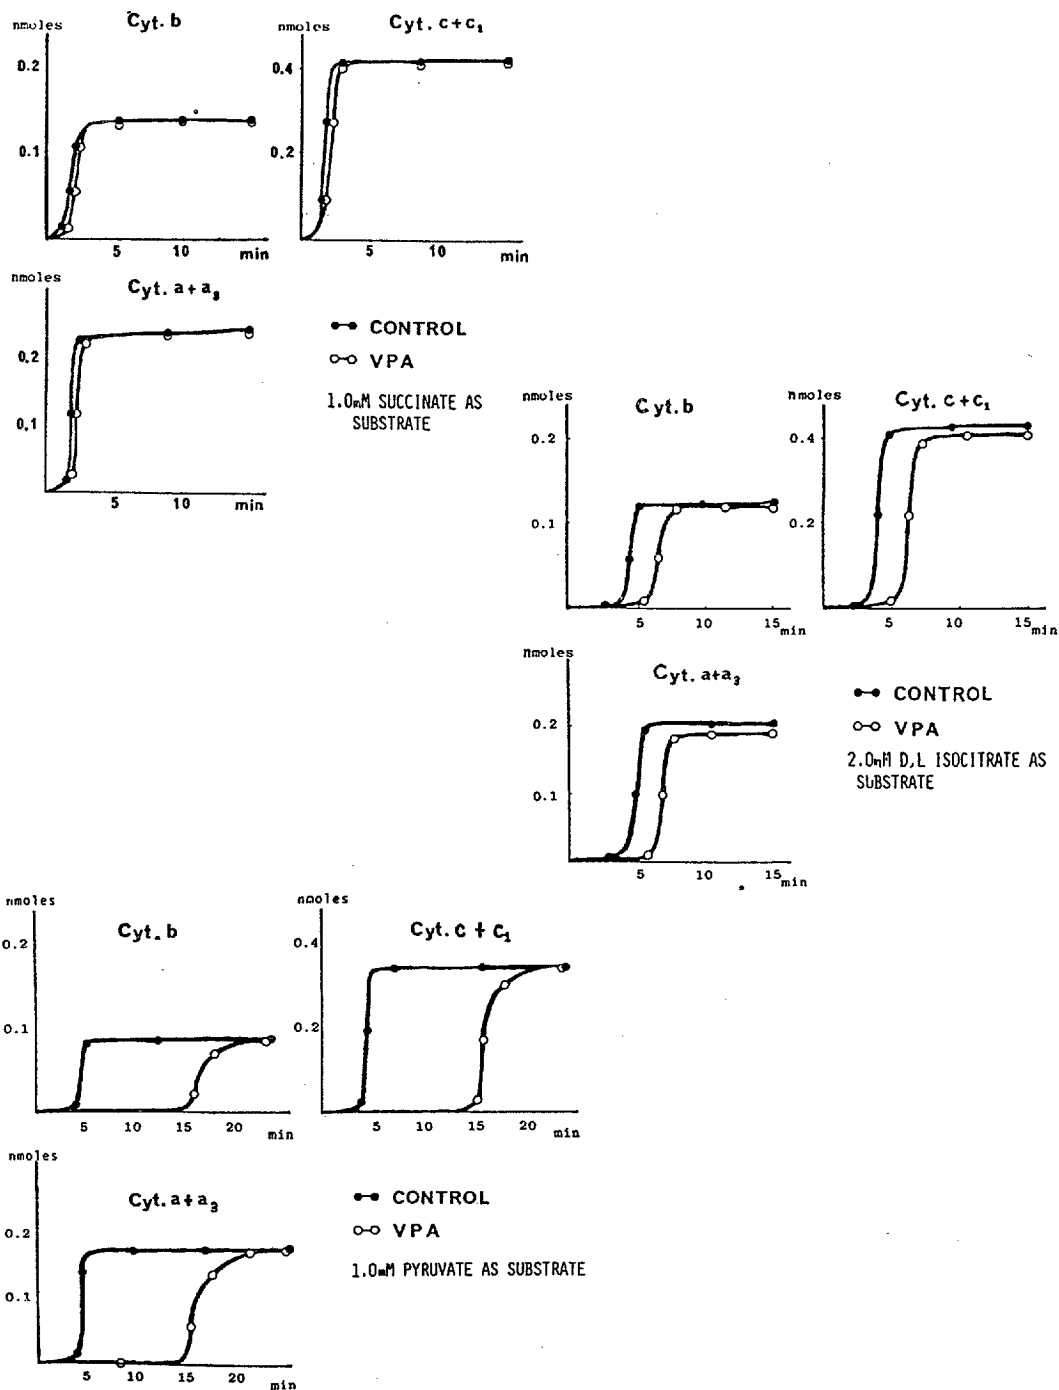 Cyt. b
nmoles
0.2
0.1
5 10 min
Cyt. c+c₁
nmoles
0.4
0.2
5 10 min
Cyt. a+a₃
nmoles
0.2
0.1
5 10 min
CONTROL
VPA
1.0mM SUCCINATE AS
SUBSTRATE
Cyt.b
nmoles
0.2
0.1
5 10 15 min
Cyt. c+c₁
nmoles
0.4
0.2
5 10 15 min
Cyt. a+a₃
nmoles
0.2
0.1
5 10 15 min
CONTROL
VPA
2.0mM D,L ISOCITRATE AS
SUBSTRATE
Cyt. b
nmoles
0.2
0.1
5 10 15 20 min
Cyt. c + c₁
nmoles
0.4
0.2
5 10 15 20 min
Cyt. a+a₃
nmoles
0.2
0.1
5 10 15 20 min
CONTROL
VPA
1.0mM PYRUVATE AS SUBSTRATE